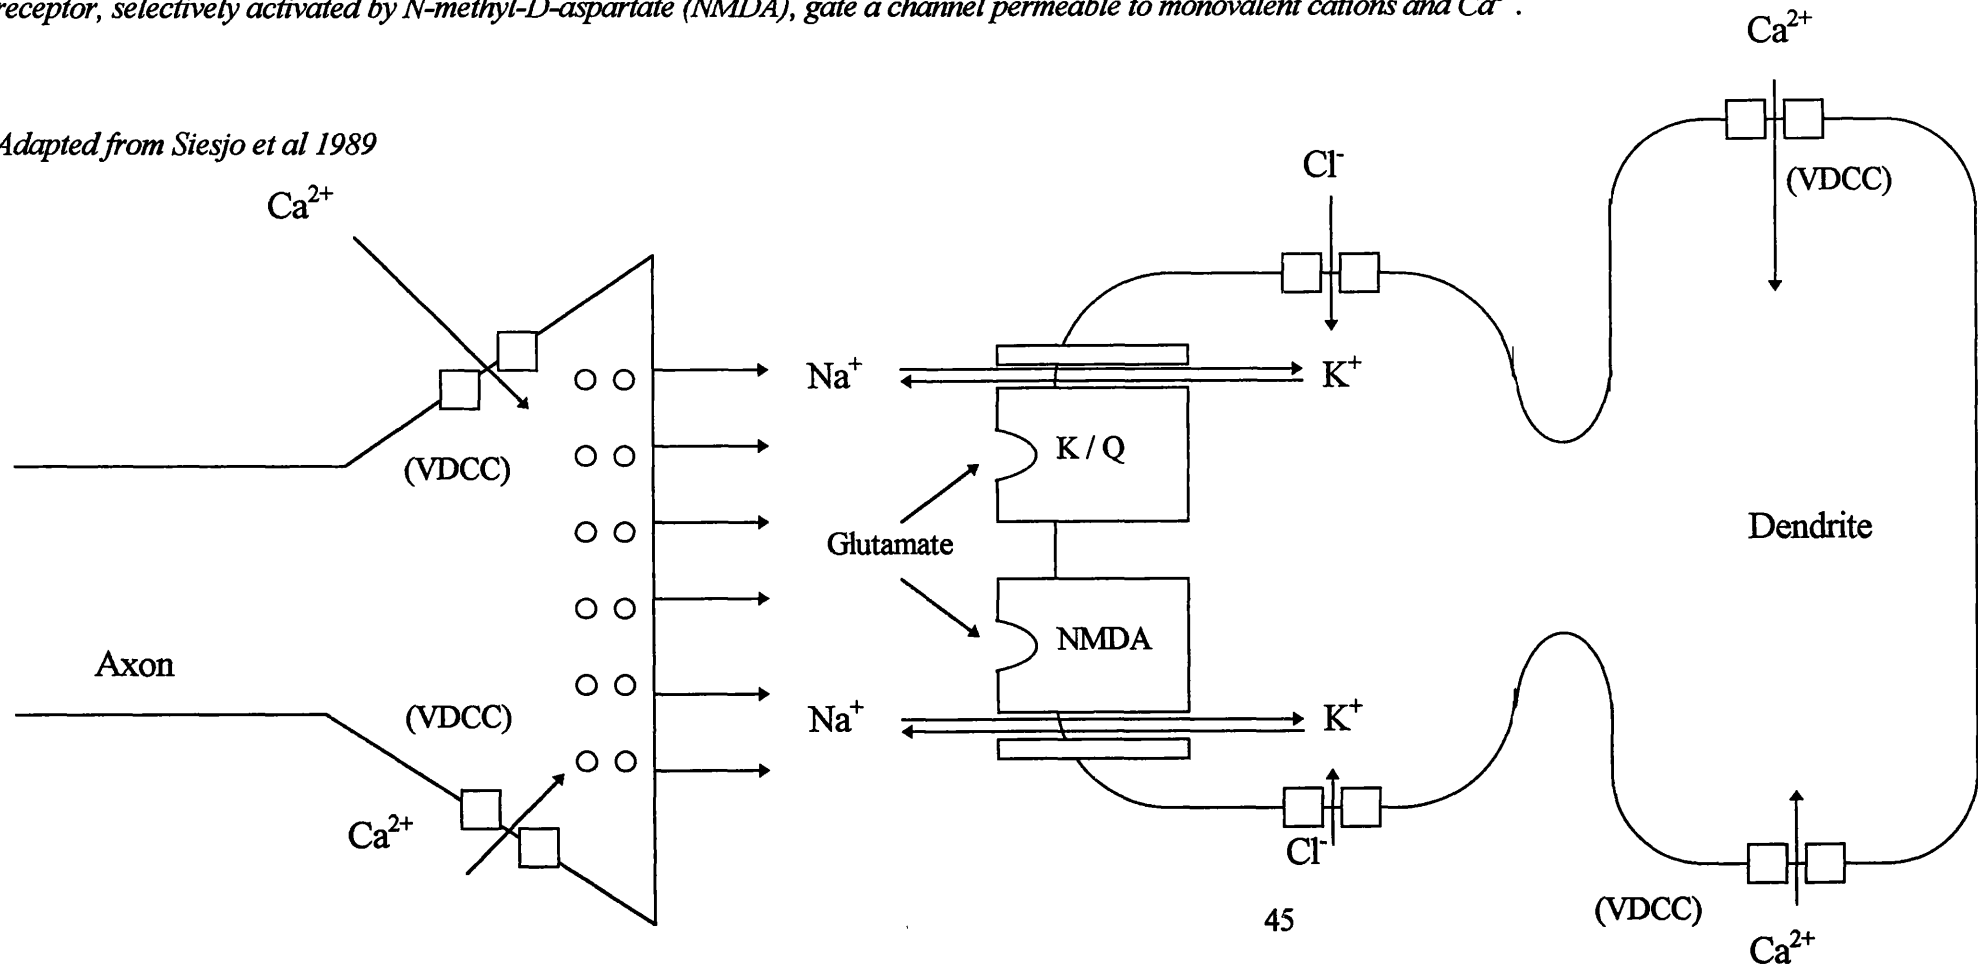 receptor, selectively activated by N-methyl-D-aspartate (NMDA), gate a channel permeable to monovalent cations and Ca²⁺.
Adapted from Siesjo et al 1989
Ca²⁺
Ca²⁺
(VDCC)
Cl⁻
Na⁺
K⁺
(VDCC)
K / Q
Glutamate
Dendrite
NMDA
Axon
(VDCC)
Na⁺
K⁺
Ca²⁺
Cl⁻
(VDCC)
Ca²⁺
45